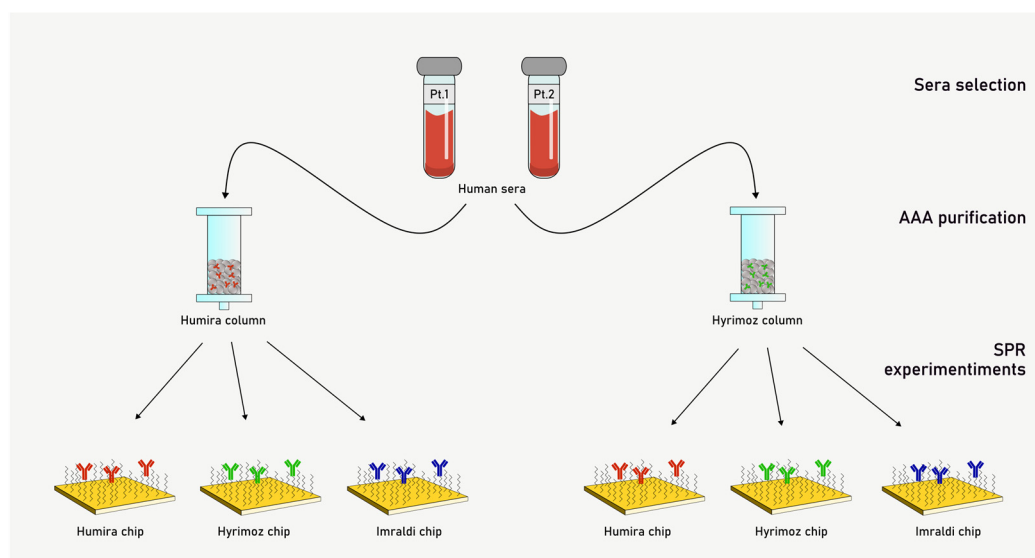 Pt.1
Pt.2
Sera selection
Human sera
AAA purification
Humira column
Hyrimoz column
SPR
experimentiments
Humira chip
Hyrimoz chip
Imraldi chip
Humira chip
Hyrimoz chip
Imraldi chip